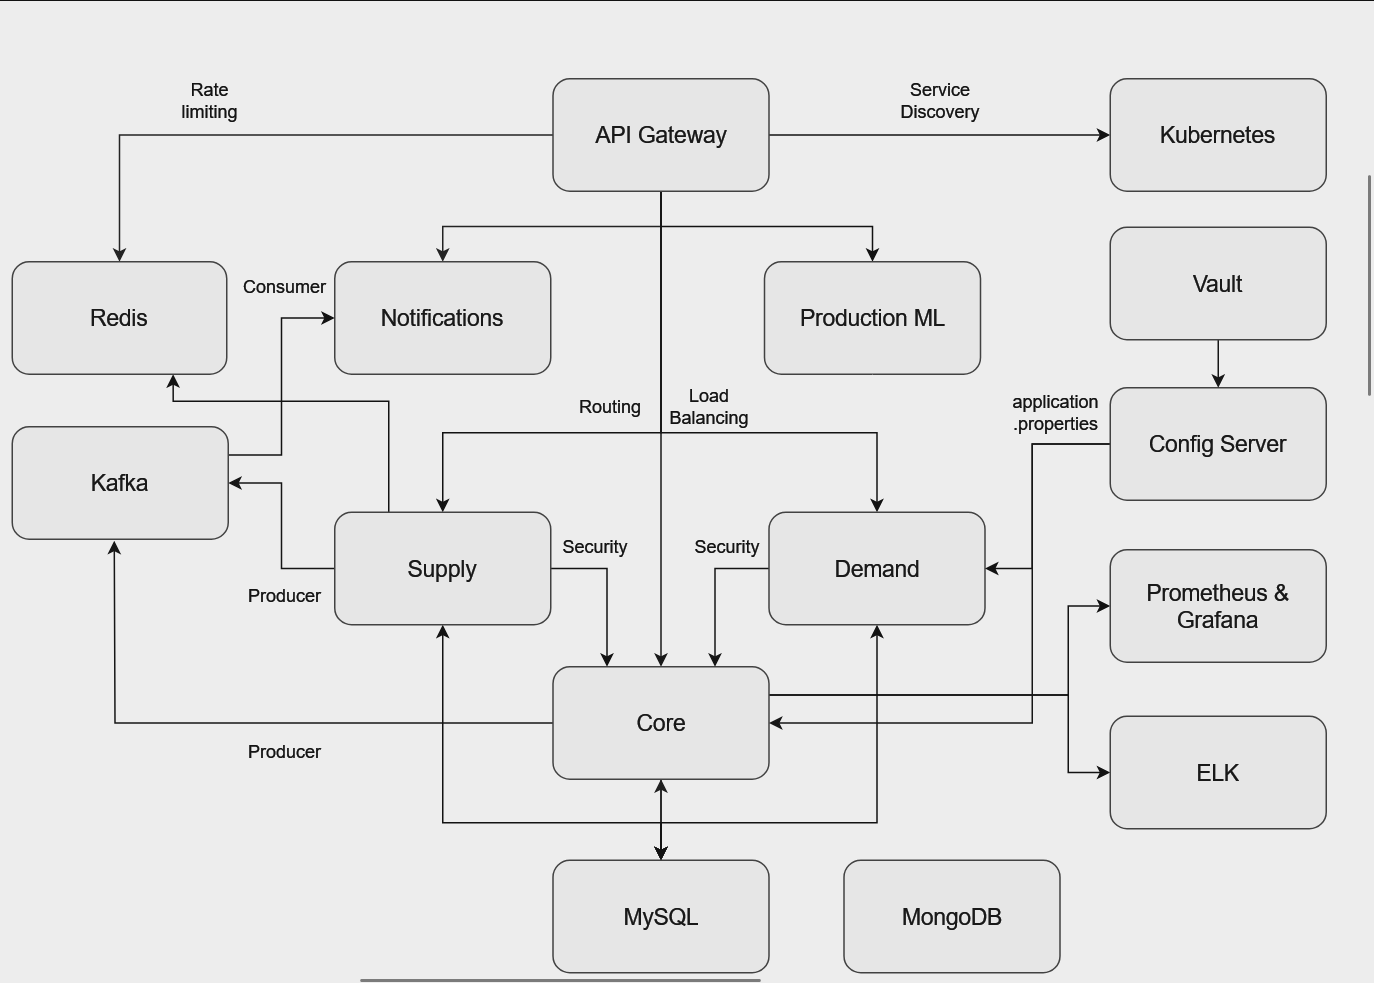 Rate
limiting
API Gateway
Service
Discovery
Kubernetes
Redis
Consumer
Notifications
Production ML
Vault
Routing
Load
Balancing
application
.properties
Config Server
Kafka
Producer
Supply
Security
Security
Demand
Prometheus &
Grafana
Producer
Core
ELK
MySQL
MongoDB